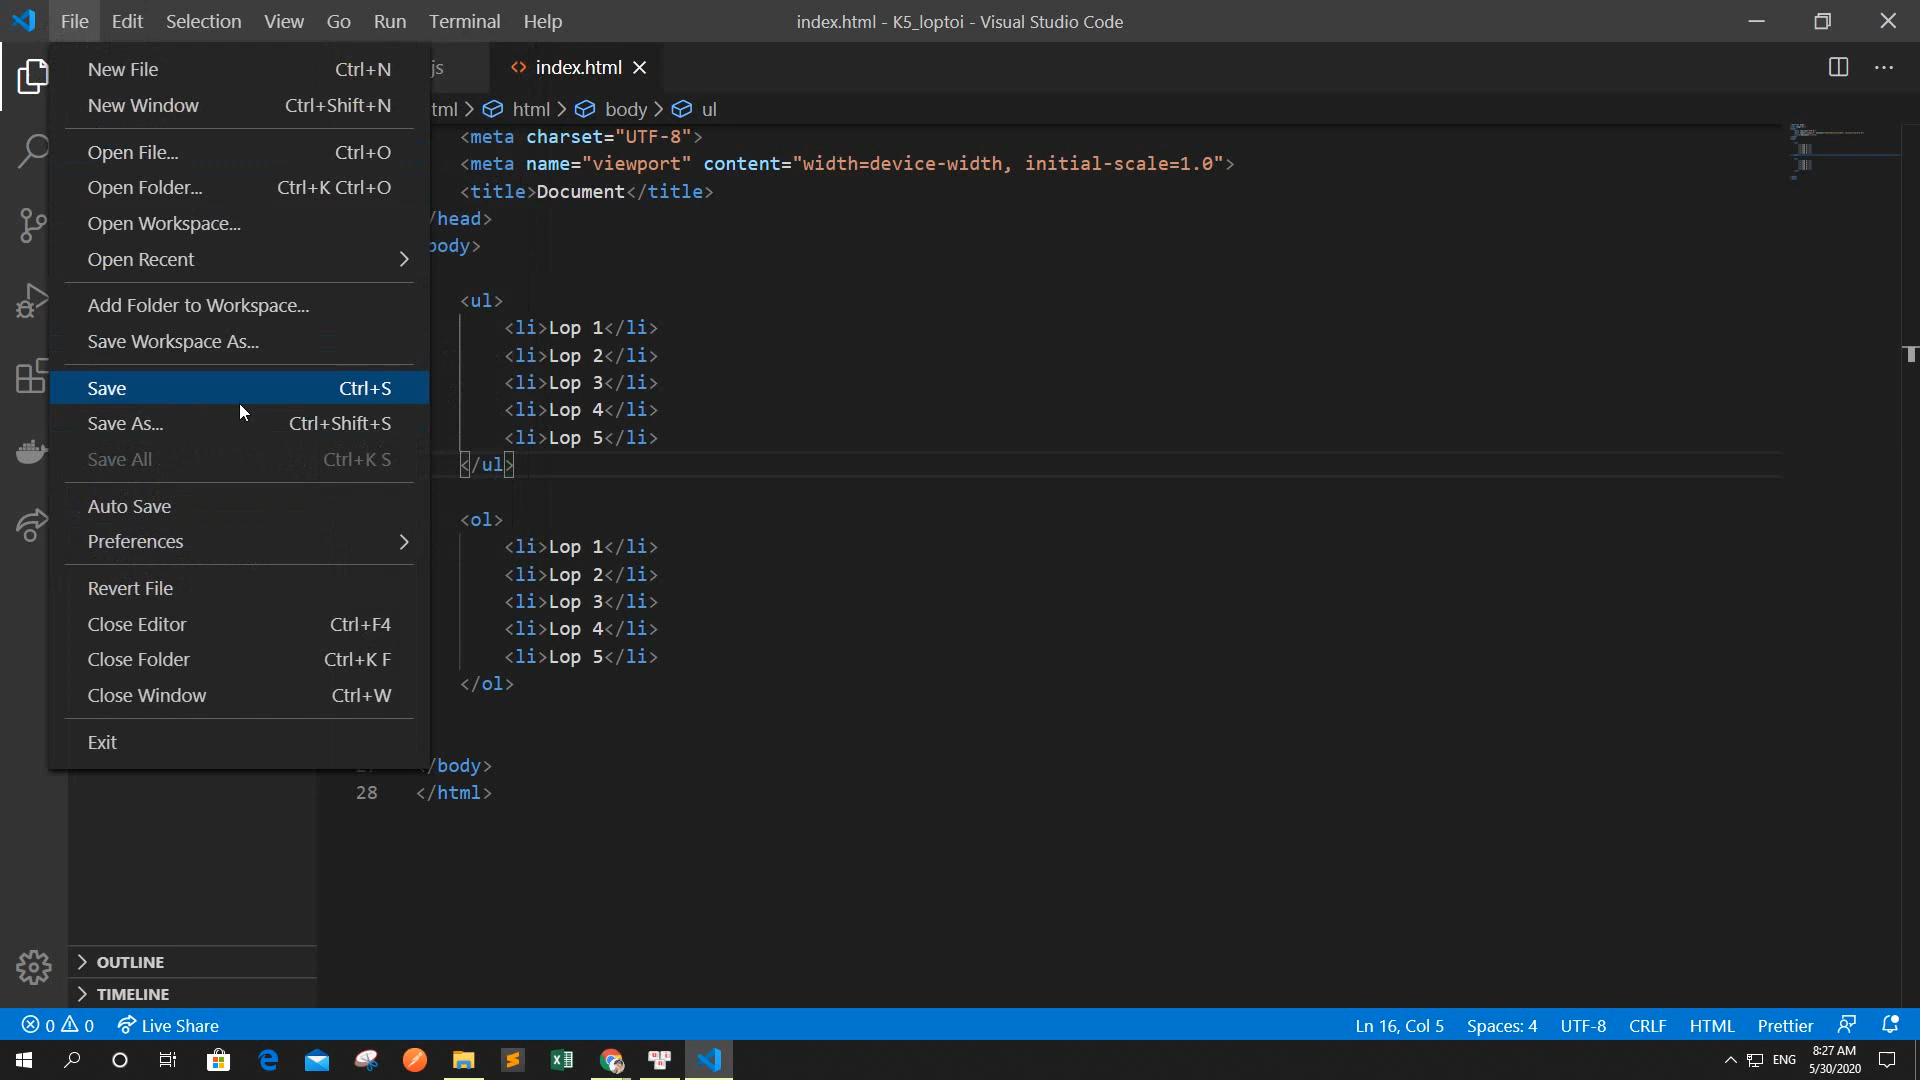 File Edit Selection View Go Run Terminal Help index.html - K5_loptoi - Visual Studio Code
js index.html
tml > html > body > ul
New File Ctrl+N
New Window Ctrl+Shift+N
Open File... Ctrl+O
Open Folder... Ctrl+K Ctrl+O
Open Workspace...
Open Recent
Add Folder to Workspace...
Save Workspace As...
Save Ctrl+S
Save As... Ctrl+Shift+S
Save All Ctrl+K S
Auto Save
Preferences
Revert File
Close Editor Ctrl+F4
Close Folder Ctrl+K F
Close Window Ctrl+W
Exit
<meta charset="UTF-8">
<meta name="viewport" content="width=device-width, initial-scale=1.0">
<title>Document</title>
/head>
body>
<ul>
<li>Lop 1</li>
<li>Lop 2</li>
<li>Lop 3</li>
<li>Lop 4</li>
<li>Lop 5</li>
</ul>
<ol>
<li>Lop 1</li>
<li>Lop 2</li>
<li>Lop 3</li>
<li>Lop 4</li>
<li>Lop 5</li>
</ol>
/body>
28 </html>
OUTLINE
TIMELINE
0 0 Live Share Ln 16, Col 5 Spaces: 4 UTF-8 CRLF HTML Prettier
ENG 8:27 AM
5/30/2020